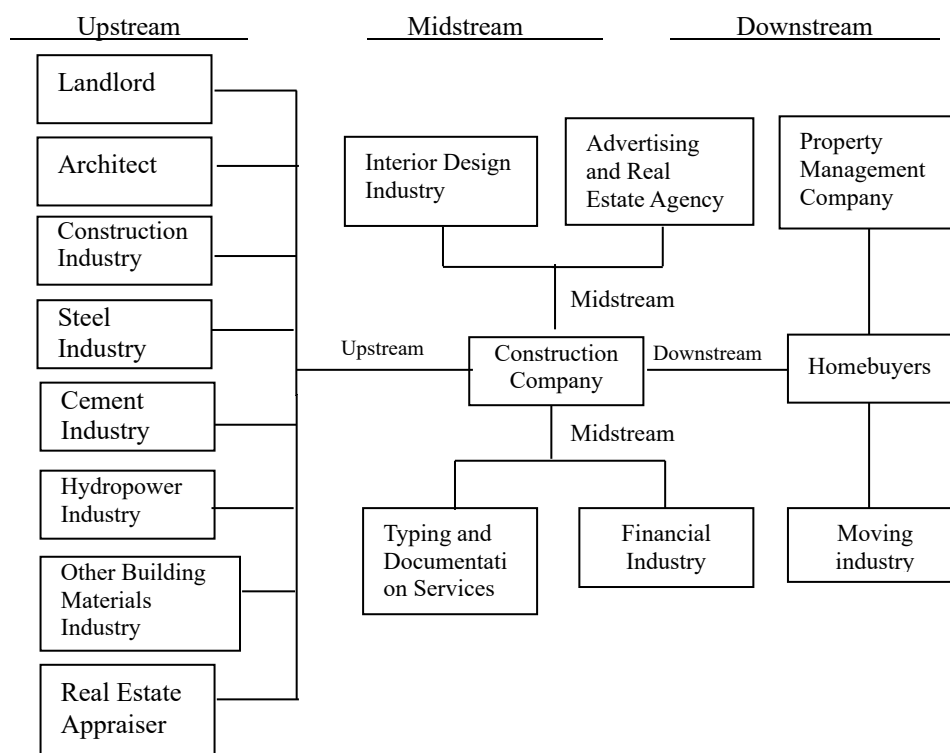 Upstream
Midstream
Downstream
Landlord
Architect
Construction
Industry
Steel
Industry
Cement
Industry
Hydropower
Industry
Other Building
Materials
Industry
Real Estate
Appraiser
Upstream
Interior Design
Industry
Advertising
and Real
Estate Agency
Midstream
Construction
Company
Midstream
Typing and
Documentati
on Services
Financial
Industry
Downstream
Property
Management
Company
Homebuyers
Moving
industry